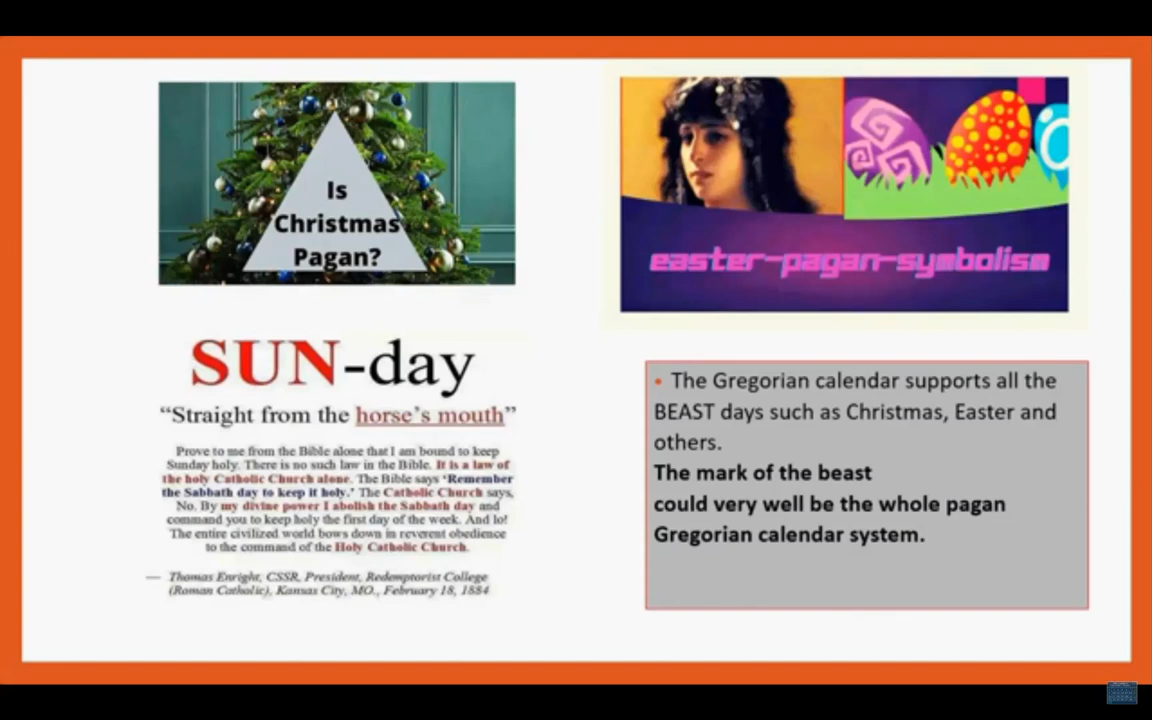 Is
Christmas
Pagan?
easter-pagan-symbolism
SUN-day
“Straight from the horse’s mouth”
Prove to me from the Bible alone that I am bound to keep
Sunday holy. There is no such law in the Bible. It is a law of
the holy Catholic Church alone. The Bible says ‘Remember
the Sabbath day to keep it holy.’ The Catholic Church says,
No. By my divine power I abolish the Sabbath day and
command you to keep holy the first day of the week. And lo!
The entire civilized world bows down in reverent obedience
to the command of the Holy Catholic Church.
— Thomas Enright, CSSR, President, Redemptorist College
(Roman Catholic), Kansas City, MO., February 18, 1884
• The Gregorian calendar supports all the
BEAST days such as Christmas, Easter and
others.
The mark of the beast
could very well be the whole pagan
Gregorian calendar system.